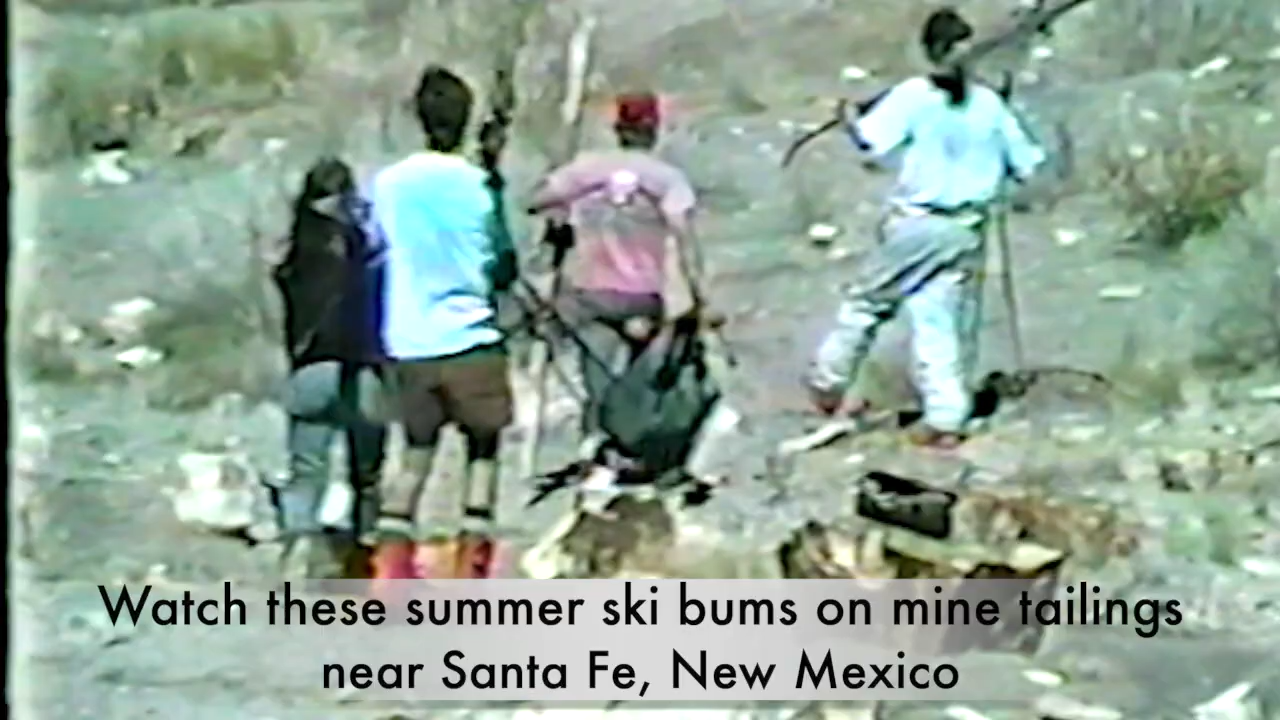 Watch these summer ski bums on mine tailings
near Santa Fe, New Mexico